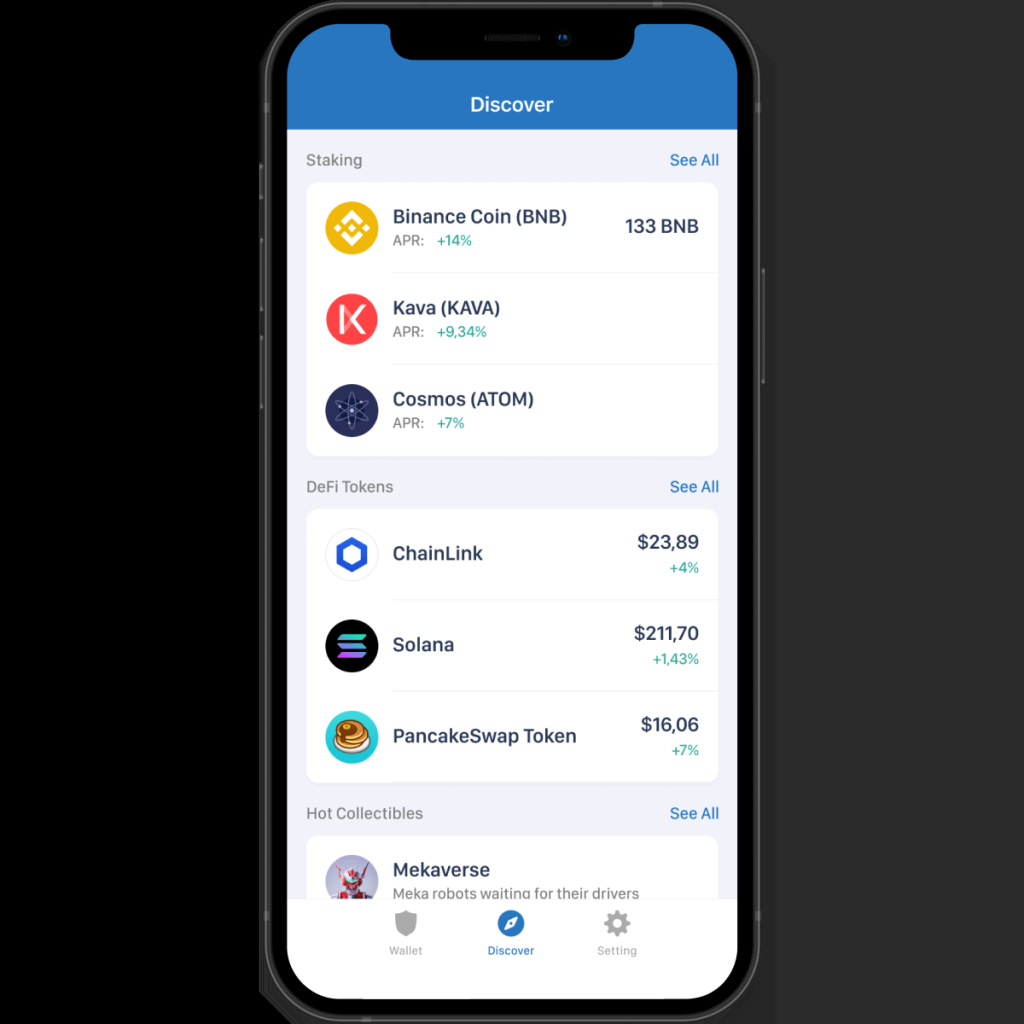 Discover
Staking See All
Binance Coin (BNB) 133 BNB
APR: +14%
Kava (KAVA)
APR: +9,34%
Cosmos (ATOM)
APR: +7%
DeFi Tokens See All
ChainLink $23,89
+4%
Solana $211,70
+1,43%
PancakeSwap Token $16,06
+7%
Hot Collectibles See All
Mekaverse
Meka robots waiting for their drivers
Wallet Discover Setting